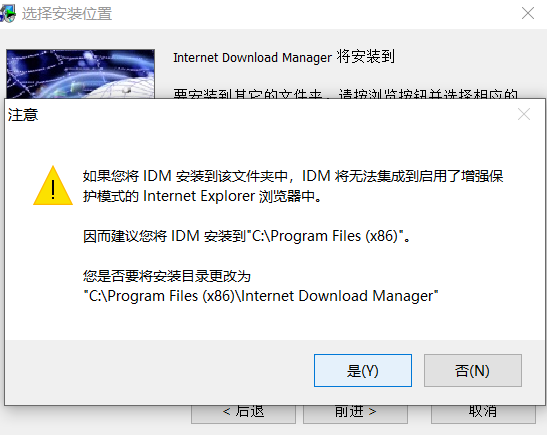 选择安装位置
Internet Download Manager 将安装到
要安装到其它的文件夹，请按浏览按钮并选择相应的
注意
如果您将 IDM 安装到该文件夹中，IDM 将无法集成到启用了增强保
护模式的 Internet Explorer 浏览器中。
因而建议您将 IDM 安装到"C:\Program Files (x86)"。
您是否要将安装目录更改为
"C:\Program Files (x86)\Internet Download Manager"
是(Y)
否(N)
< 后退
前进 >
取消